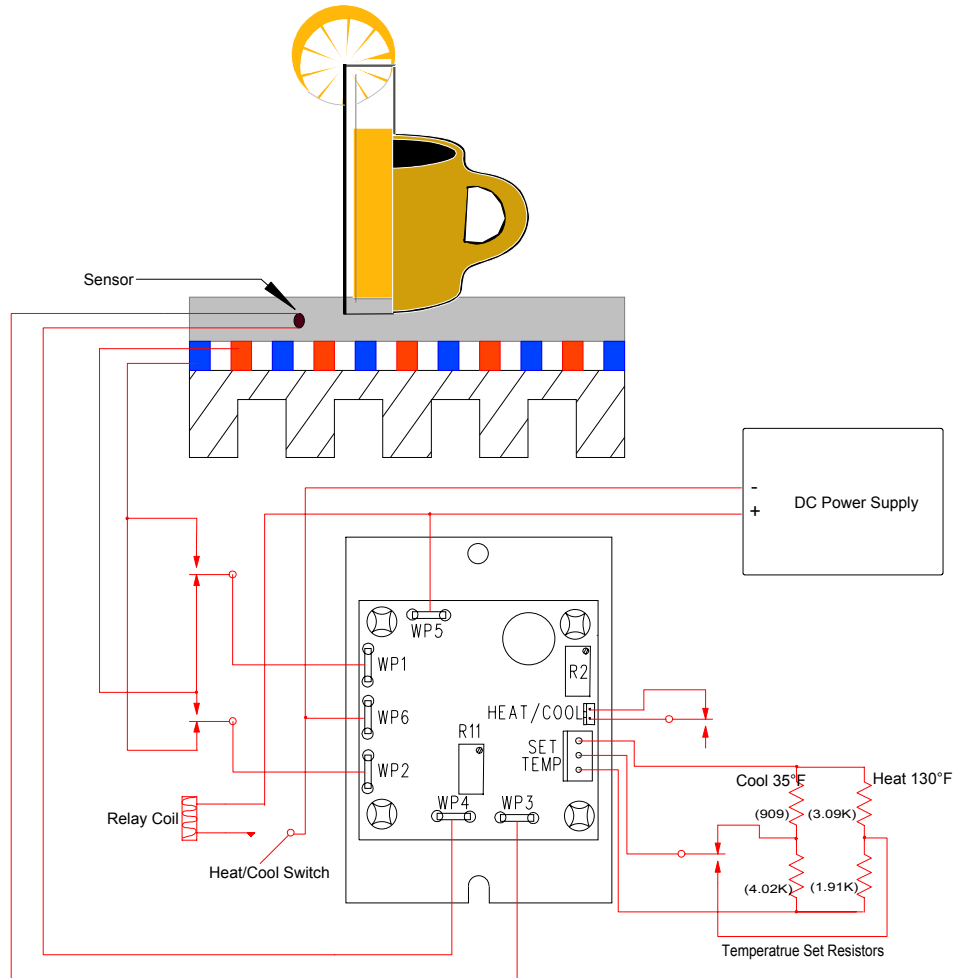 Sensor
-
+
DC Power Supply
WP5
WP1
R2
WP6
HEAT/COOL
R11
SET
TEMP
WP2
WP4
WP3
Cool 35°F
Heat 130°F
(909)
(3.09K)
(4.02K)
(1.91K)
Relay Coil
Heat/Cool Switch
Temperatrue Set Resistors